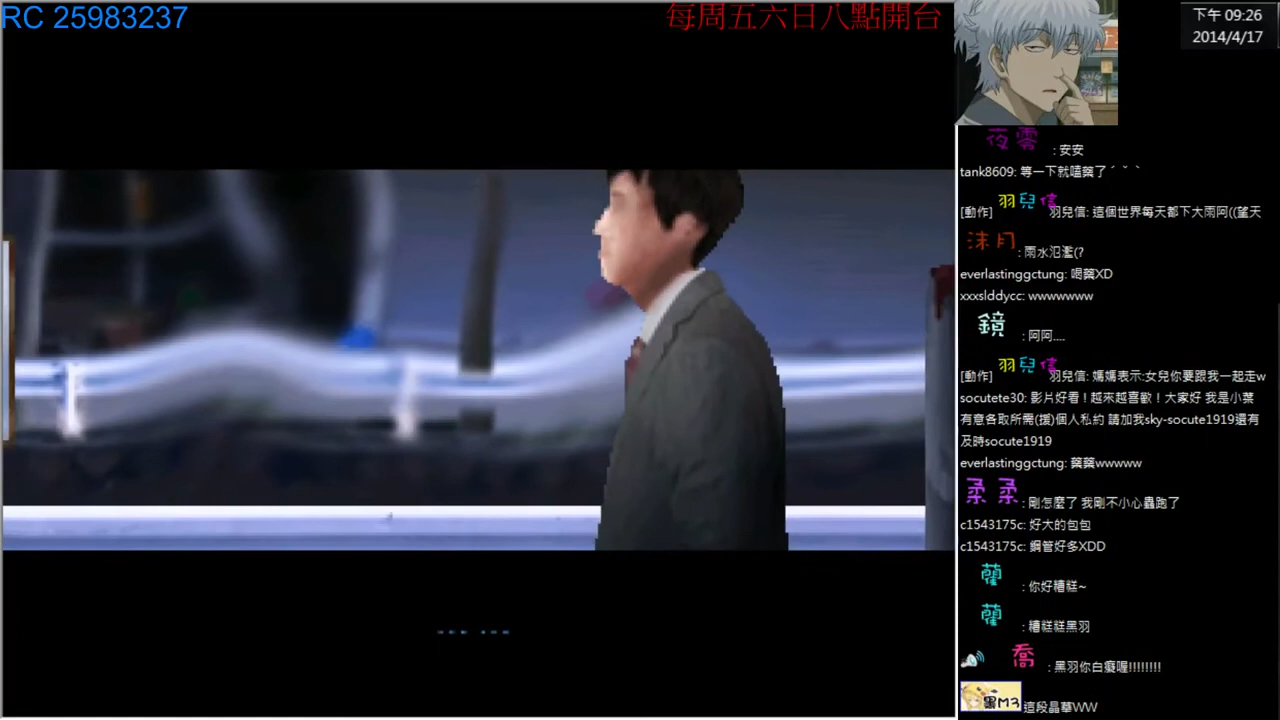 RC 25983237
每周五六日八點開台
下午 09:26
2014/4/17
夜零 : 安安
tank8609: 等一下就嗑藥了ˊˇˋ
[動作] 羽兒信 羽兒信: 這個世界每天都下大雨阿((望天
沫月 : 雨水氾濫(?
everlastinggctung: 喝藥XD
xxxslddycc: wwwwwww
鏡 : 阿阿....
[動作] 羽兒信 羽兒信: 媽媽表示:女兒你要跟我一起走w
socutete30: 影片好看！越來越喜歡！大家好 我是小葉
有意各取所需(援)個人私約 請加我sky-socute1919還有
及時socute1919
everlastinggctung: 藥藥wwwww
柔柔 : 剛怎麼了 我剛不小心蟲跑了
c1543175c: 好大的包包
c1543175c: 鋼管好多XDD
藺 : 你好糟糕~
藺 : 糟糕糕黑羽
喬 : 黑羽你白癡喔!!!!!!!!
黑M3 這段晶華WW
...  ...